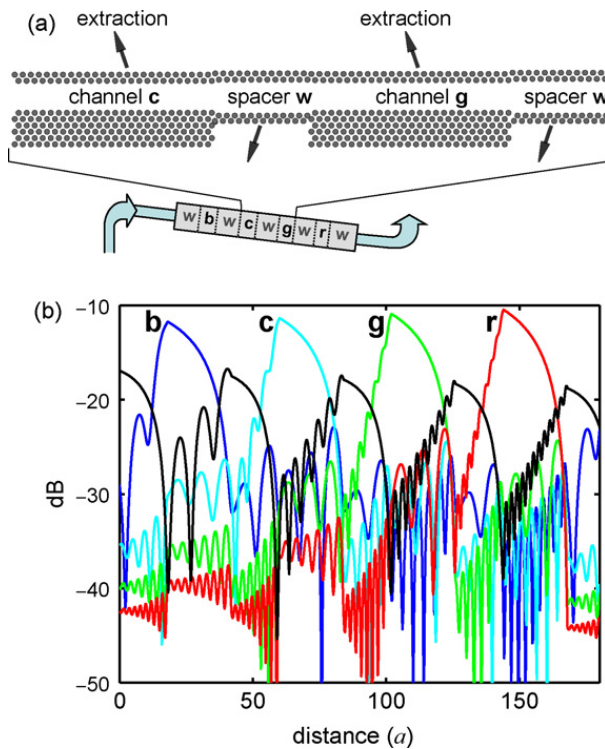 (a)
extraction extraction
channel c spacer w channel g spacer w
w b w c w g w r w
(b)
b c g r
-10
-20
-30
-40
-50
dB
0 50 100 150
distance (a)